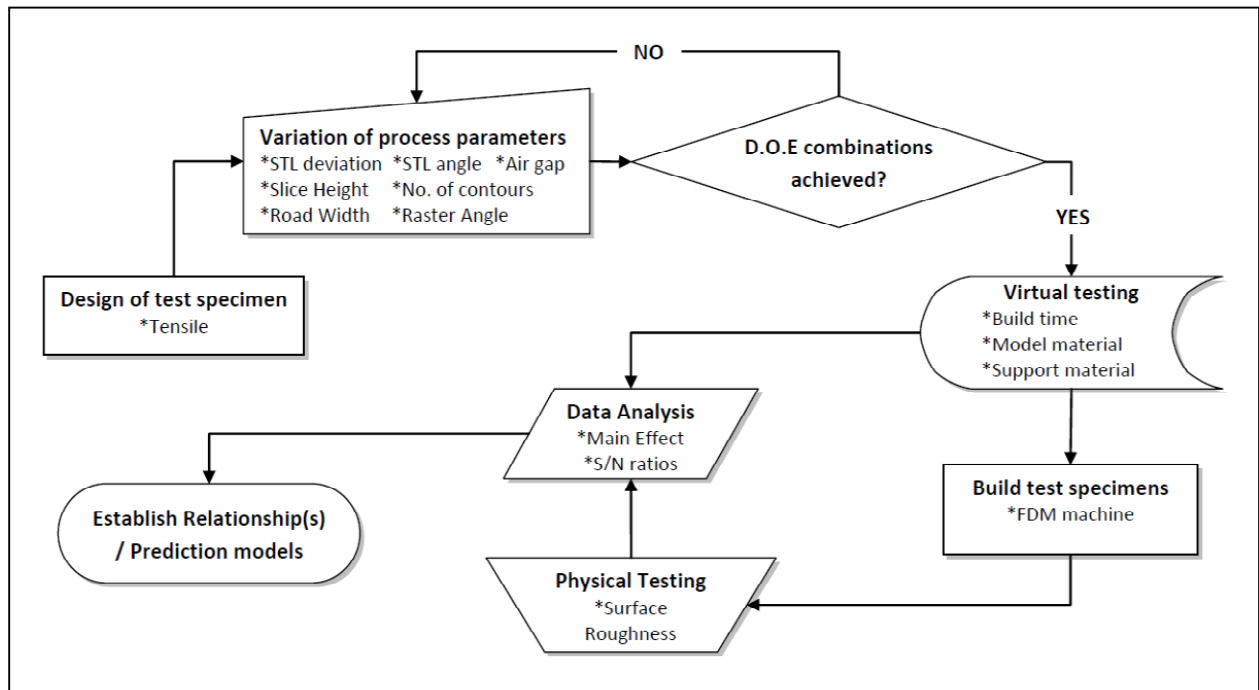 NO
Variation of process parameters
*STL deviation *STL angle *Air gap
*Slice Height *No. of contours
*Road Width *Raster Angle
D.O.E combinations
achieved?
YES
Design of test specimen
*Tensile
Virtual testing
*Build time
*Model material
*Support material
Data Analysis
*Main Effect
*S/N ratios
Build test specimens
*FDM machine
Establish Relationship(s)
/ Prediction models
Physical Testing
*Surface
Roughness